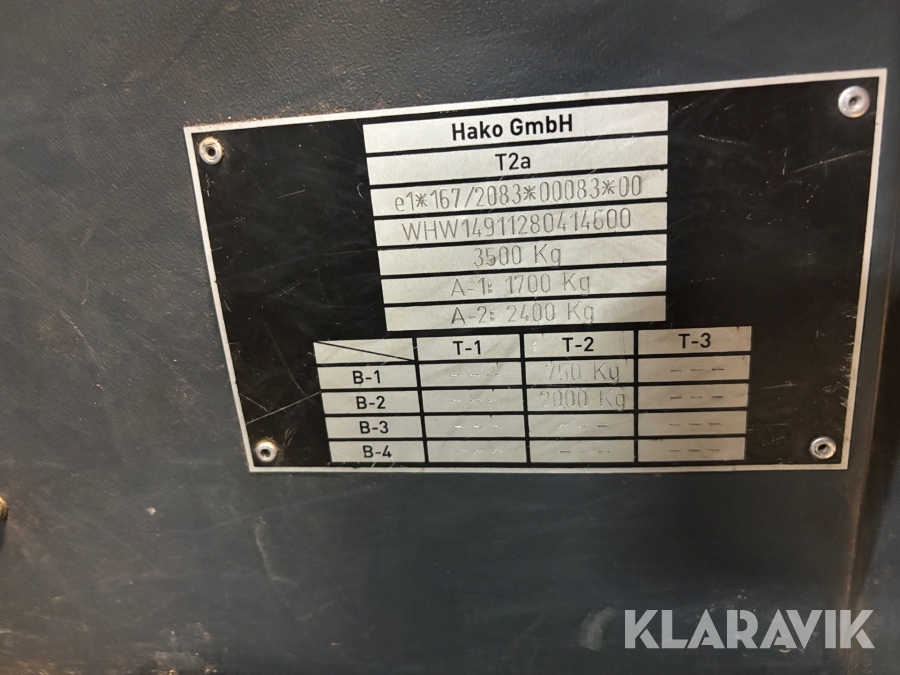 Hako GmbH
T2a
e1*167/2083*00083*00
WHW14911280414600
3500 Kg
A-1: 1700 Kg
A-2: 2400 Kg
T-1 T-2 T-3
B-1 --- 750 Kg ---
B-2 --- 2000 Kg ---
B-3 --- --- ---
B-4 --- --- ---
KLARAVIK